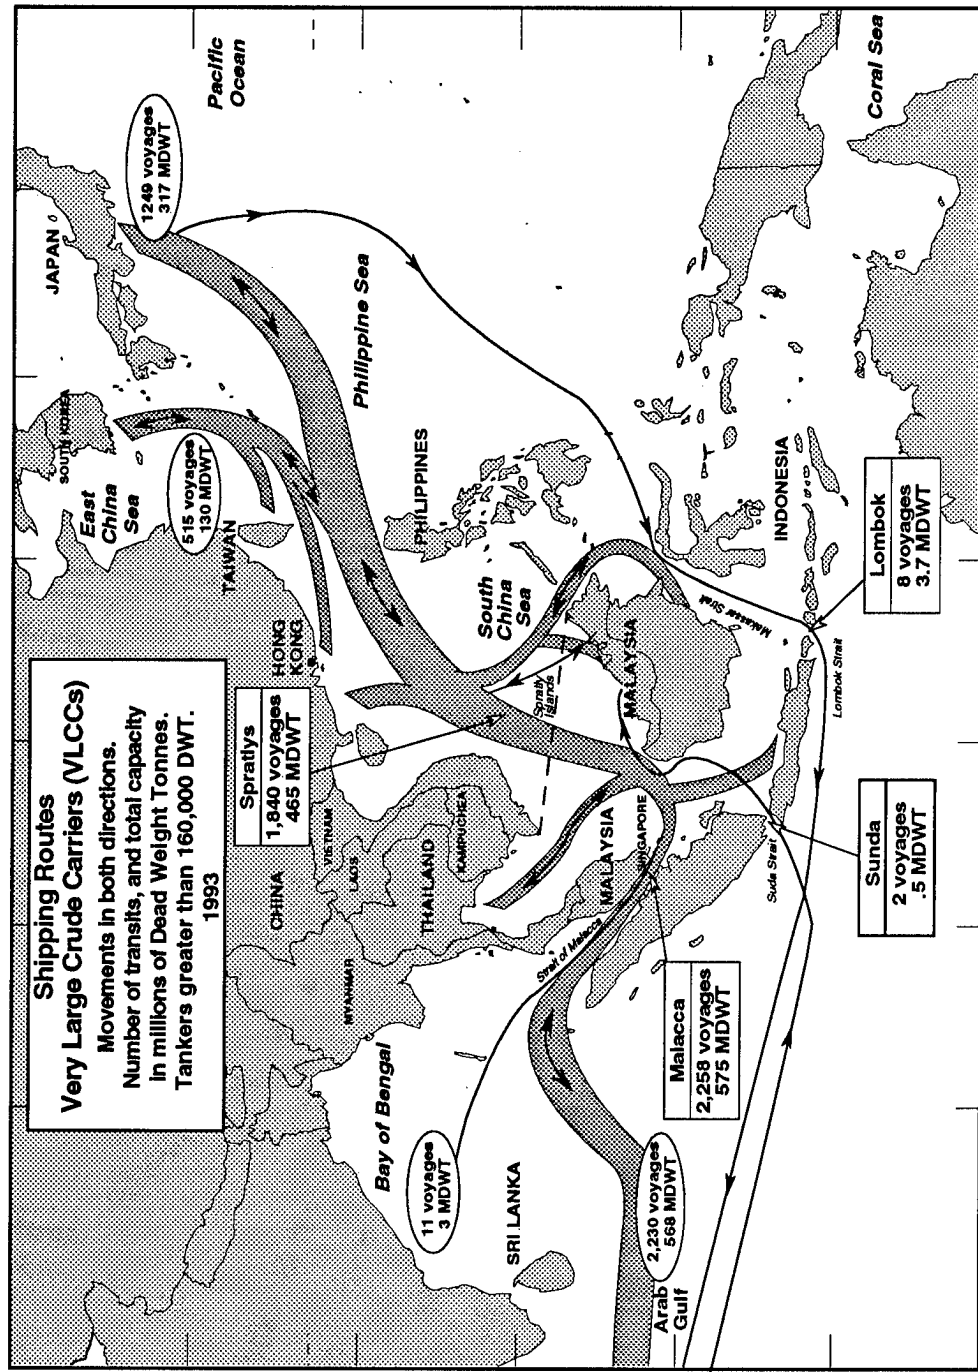 Shipping Routes
Very Large Crude Carriers (VLCCs)
Movements in both directions.
Number of transits, and total capacity
in millions of Dead Weight Tonnes.
Tankers greater than 160,000 DWT.
1993
JAPAN
SOUTH KOREA
East
China
Sea
Pacific
Ocean
1249 voyages
317 MDWT
515 voyages
130 MDWT
TAIWAN
HONG
KONG
Philippine Sea
CHINA
VIETNAM
LAOS
MYANMAR
THAILAND
KAMPUCHEA
Spratlys
1,840 voyages
465 MDWT
PHILIPPINES
South
China
Sea
Spratly
Islands
Bay of Bengal
11 voyages
3 MDWT
SRI LANKA
Strait of Malacca
MALAYSIA
SINGAPORE
MALAYSIA
Makassar Strait
INDONESIA
Coral Sea
2,230 voyages
568 MDWT
Arab
Gulf
Malacca
2,258 voyages
575 MDWT
Sude Strait
Lombok Strait
Sunda
2 voyages
.5 MDWT
Lombok
8 voyages
3.7 MDWT